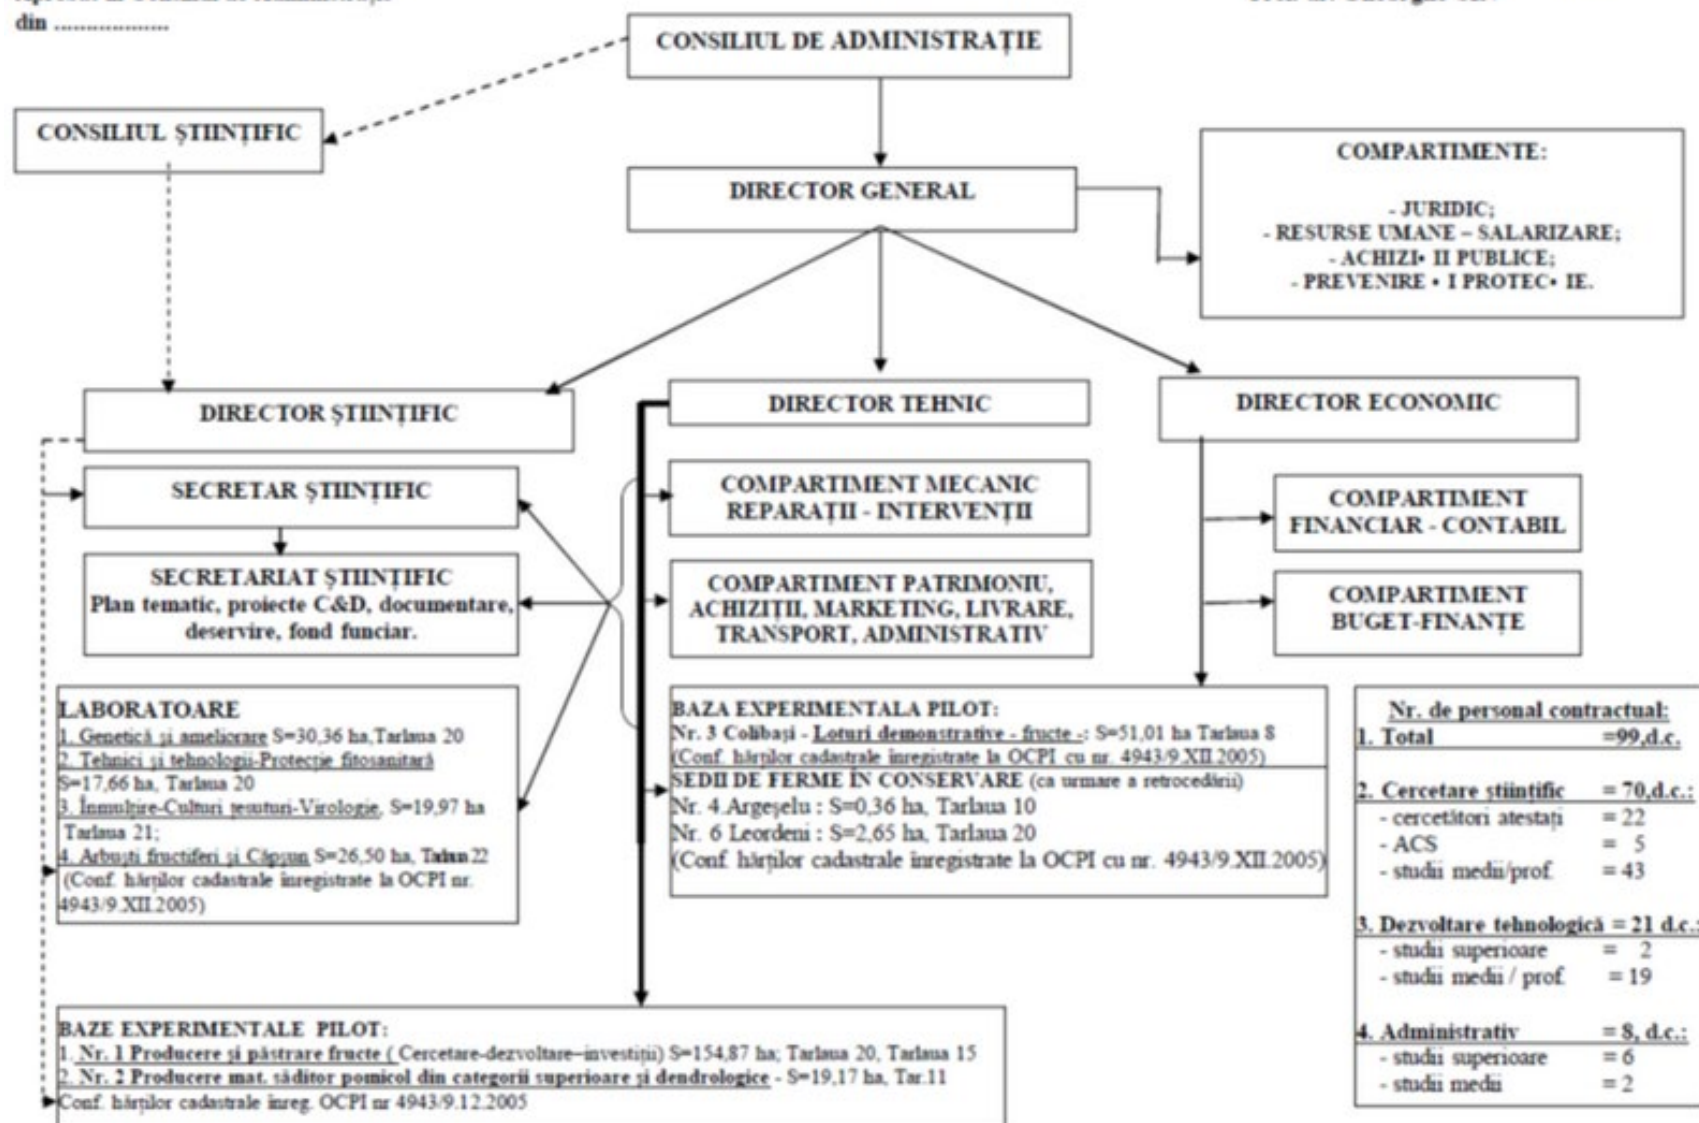 din ...................
CONSILIUL DE ADMINISTRAȚIE
CONSILIUL ȘTIINȚIFIC
DIRECTOR GENERAL
COMPARTIMENTE:
- JURIDIC;
- RESURSE UMANE – SALARIZARE;
- ACHIZI• II PUBLICE;
- PREVENIRE • I PROTEC• IE.
DIRECTOR ȘTIINȚIFIC
DIRECTOR TEHNIC
DIRECTOR ECONOMIC
SECRETAR ȘTIINȚIFIC
SECRETARIAT ȘTIINȚIFIC
Plan tematic, proiecte C&D, documentare,
deservire, fond funciar.
COMPARTIMENT MECANIC
REPARAȚII - INTERVENȚII
COMPARTIMENT PATRIMONIU,
ACHIZIȚII, MARKETING, LIVRARE,
TRANSPORT, ADMINISTRATIV
COMPARTIMENT
FINANCIAR - CONTABIL
COMPARTIMENT
BUGET-FINANȚE
LABORATOARE
1. Genetică și ameliorare S=30,36 ha,Tarlaua 20
2. Tehnici și tehnologii-Protecție fitosanitară
S=17,66 ha, Tarlaua 20
3. Înmulțire-Culturi țesuturi-Virologie, S=19,97 ha
Tarlaua 21;
4. Arbuști fructiferi și Căpșun S=26,50 ha, Tarlaua 22
(Conf. hărților cadastrale înregistrate la OCPI nr.
4943/9.XII.2005)
BAZA EXPERIMENTALA PILOT:
Nr. 3 Colibași - Loturi demonstrative - fructe -: S=51,01 ha Tarlaua 8
(Conf. hărților cadastrale înregistrate la OCPI cu nr. 4943/9.XII.2005)
SEDII DE FERME ÎN CONSERVARE (ca urmare a retrocedării)
Nr. 4.Argeșelu : S=0,36 ha, Tarlaua 10
Nr. 6 Leordeni : S=2,65 ha, Tarlaua 20
(Conf. hărților cadastrale înregistrate la OCPI cu nr. 4943/9.XII.2005)
Nr. de personal contractual:
1. Total =99,d.c.
2. Cercetare științific = 70,d.c.:
- cercetători atestați = 22
- ACS = 5
- studii medii/prof. = 43
3. Dezvoltare tehnologică = 21 d.c.:
- studii superioare = 2
- studii medii / prof. = 19
4. Administrativ = 8, d.c.:
- studii superioare = 6
- studii medii = 2
BAZE EXPERIMENTALE PILOT:
1. Nr. 1 Producere și păstrare fructe ( Cercetare-dezvoltare–investiții) S=154,87 ha; Tarlaua 20, Tarlaua 15
2. Nr. 2 Producere mat. săditor pomicol din categorii superioare și dendrologice - S=19,17 ha, Tar.11
Conf. hărților cadastrale înreg. OCPI nr 4943/9.12.2005